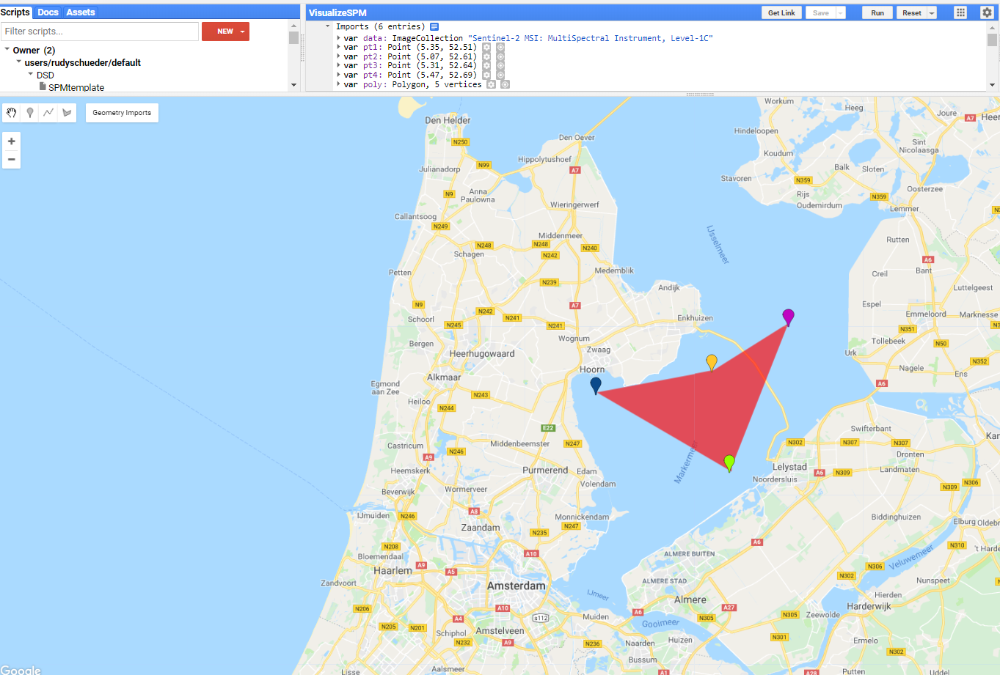 Scripts Docs Assets
Filter scripts...
NEW
Owner (2)
users/rudyschueder/default
DSD
SPMtemplate
VisualizeSPM
Get Link Save Run Reset
Imports (6 entries)
var data: ImageCollection "Sentinel-2 MSI: MultiSpectral Instrument, Level-1C"
var pt1: Point (5.35, 52.51)
var pt2: Point (5.07, 52.61)
var pt3: Point (5.31, 52.64)
var pt4: Point (5.47, 52.69)
var poly: Polygon, 5 vertices
Geometry Imports
+
−
Workum
Heeg
Joure
A7
Heer
Den Helder
Hindeloopen
N250
Den Oever
Sint
Nicolaasga
Koudum
Hippolytushoef
N99
Julianadorp
A7
Balk
Sloten
Stavoren
N359
Oosterzee
Anna
Paulowna
N9
Rijs
N359
Wieringerwerf
Oudemirdum
Lemmer
Callantsoog
N249
IJsselmeer
Middenmeer
Rutten
N248
N248
N240
Schagen
N242
A6
Petten
Medemblik
Creil
Bant
N239
Andijk
Luttelgeest
N9
A7
Espel
N242
Emmeloord
Marknesse
Schoorl
N241
Enkhuizen
N245
N241
N351
Wognum
Tollebeek
Bergen
N50
Zwaag
Heerhugowaard
Urk
N352
Hoorn
Nagele
Ens
Alkmaar
Egmond
aan Zee
A6
N243
Heiloo
N244
E22
Swifterbant
Kan
Markermeer
Castricum
Middenbeemster
N247
N302
N307
N307
N246
A9
Dronten
Heemskerk
Purmerend
Edam
Lelystad
A6
N309
Landmaten
Volendam
Noordersluis
N309
N306
Beverwijk
Wormerveer
A8
IJmuiden
N246
Monnickendam
Biddinghuizen
Zaandam
N247
N235
Elburg
Oldebr
N208
A6
N310
't Harde
Bloemendaal
A10
ALMERE BUITEN
Veluwemeer
Haarlem
A9
A5
N306
N302
Zandvoort
ALMERE STAD
Nunspeet
Amsterdam
IJmeer
Hierden
Almere
Harderwijk
N206
A10
A6
A27
s112
N305
N305
Zeewolde
A4
Muiden
Gooimeer
N205
N201
Amstelveen
Schiphol
N301
Ermelo
N232
A9
N236
Naarden
Huizen
N302
Bussum
Google
Lisse
Aalsmeer
A1
A28
Putten
Uddel